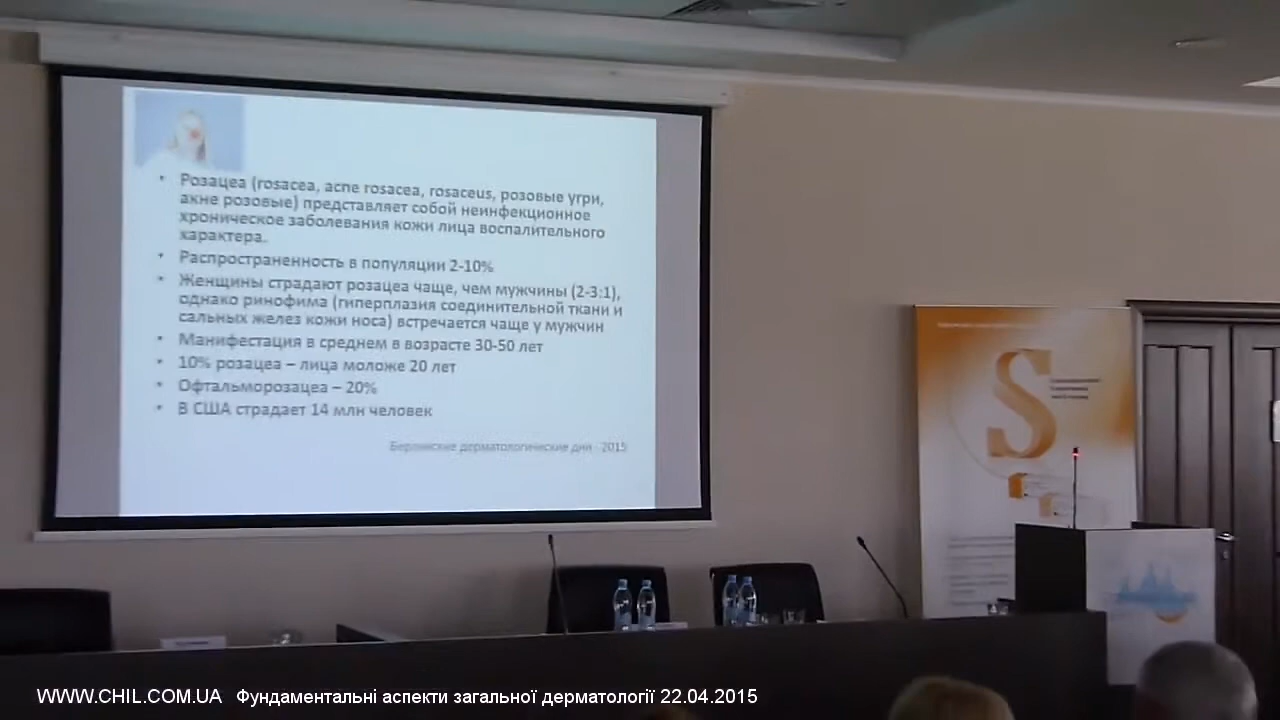 • Розацеа (rosacea, acne rosacea, rosaceus, розовые угри,
акне розовые) представляет собой неинфекционное
хроническое заболевания кожи лица воспалительного
характера.
• Распространенность в популяции 2-10%
• Женщины страдают розацеа чаще, чем мужчины (2-3:1),
однако ринофима (гиперплазия соединительной ткани и
сальных желез кожи носа) встречается чаще у мужчин
• Манифестация в среднем в возрасте 30-50 лет
• 10% розацеа – лица моложе 20 лет
• Офтальморозацеа – 20%
• В США страдает 14 млн человек
Берлинские дерматологические дни - 2015
S
WWW.CHIL.COM.UA Фундаментальні аспекти загальної дерматології 22.04.2015